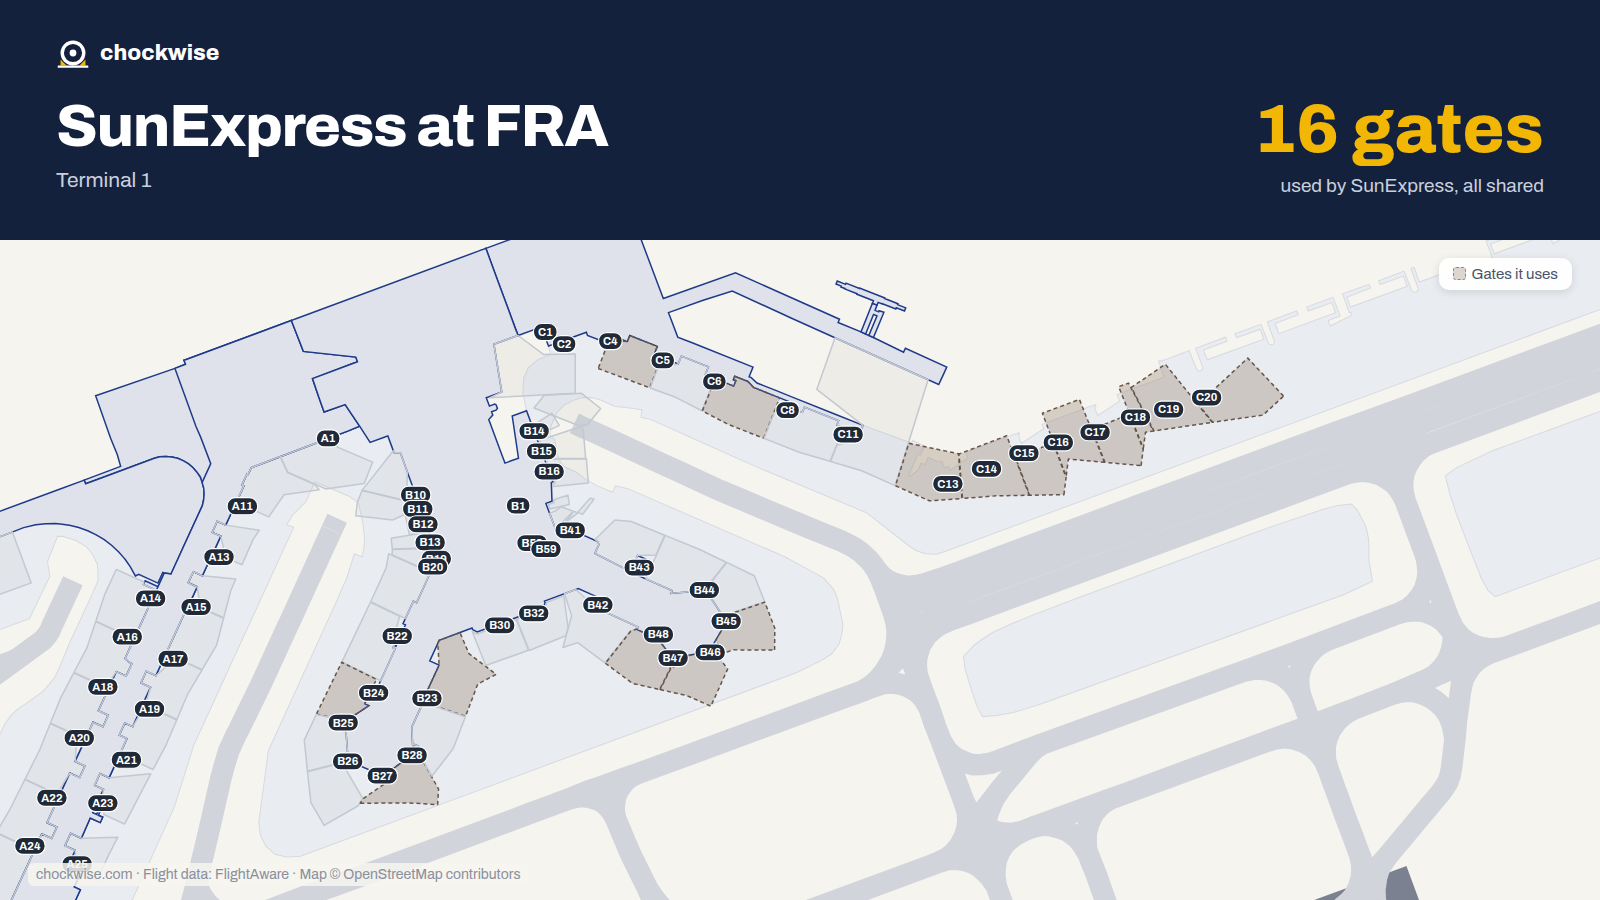 chockwise
SunExpress at FRA
Terminal 1
16 gates
used by SunExpress, all shared
Gates it uses
C1
C2
C4
C5
C6
C8
C11
C13
C14
C15
C16
C17
C18
C19
C20
B14
B15
B16
B1
B41
B59
B43
B44
B45
B46
B47
B48
B42
B32
B30
B10
B11
B12
B13
B20
B22
B24
B23
B25
B26
B27
B28
A1
A11
A13
A14
A15
A16
A17
A18
A19
A20
A21
A22
A23
A24
chockwise.com · Flight data: FlightAware · Map © OpenStreetMap contributors